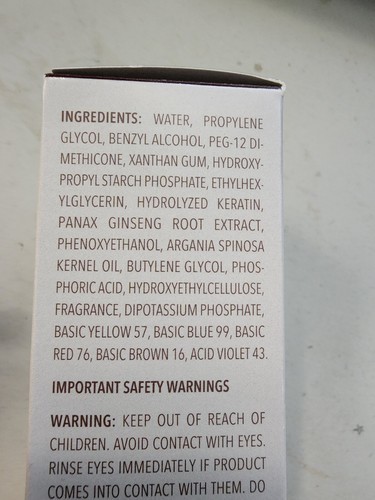 INGREDIENTS: WATER, PROPYLENE
GLYCOL, BENZYL ALCOHOL, PEG-12 DI-
METHICONE, XANTHAN GUM, HYDROXY-
PROPYL STARCH PHOSPHATE, ETHYLHEX-
YLGLYCERIN, HYDROLYZED KERATIN,
PANAX GINSENG ROOT EXTRACT,
PHENOXYETHANOL, ARGANIA SPINOSA
KERNEL OIL, BUTYLENE GLYCOL, PHOS-
PHORIC ACID, HYDROXYETHYLCELLULOSE,
FRAGRANCE, DIPOTASSIUM PHOSPHATE,
BASIC YELLOW 57, BASIC BLUE 99, BASIC
RED 76, BASIC BROWN 16, ACID VIOLET 43.
IMPORTANT SAFETY WARNINGS
WARNING: KEEP OUT OF REACH OF
CHILDREN. AVOID CONTACT WITH EYES.
RINSE EYES IMMEDIATELY IF PRODUCT
COMES INTO CONTACT WITH THEM. DO